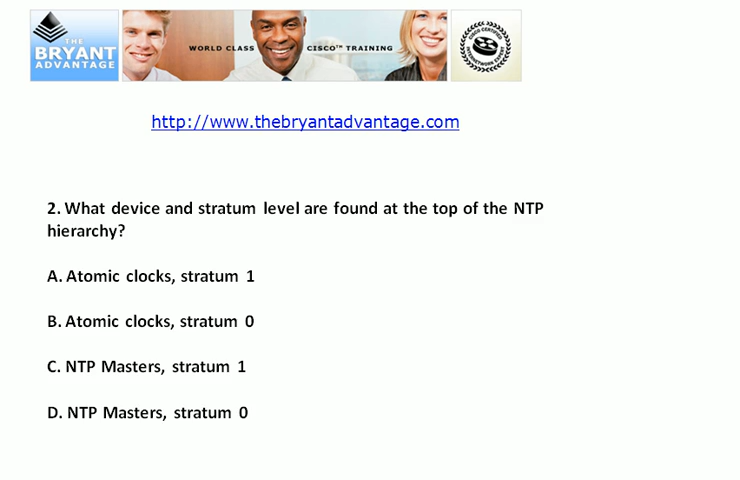 THE
BRYANT
ADVANTAGE
WORLD CLASS CISCO™ TRAINING
http://www.thebryantadvantage.com
2. What device and stratum level are found at the top of the NTP
hierarchy?
A. Atomic clocks, stratum 1
B. Atomic clocks, stratum 0
C. NTP Masters, stratum 1
D. NTP Masters, stratum 0